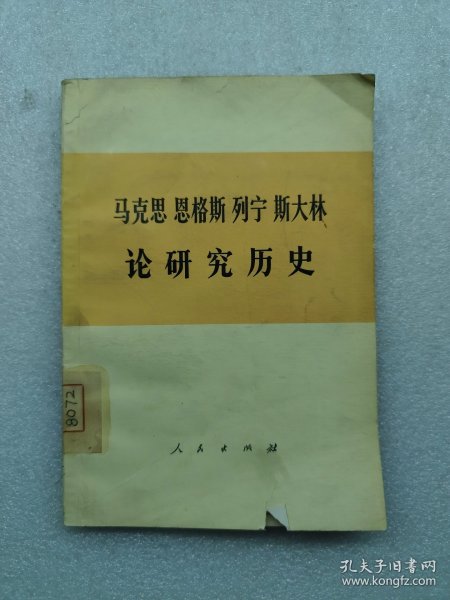 马克思 恩格斯 列宁 斯大林
论研究历史
8072
人民出版社
孔夫子旧书网
www.kongfz.com